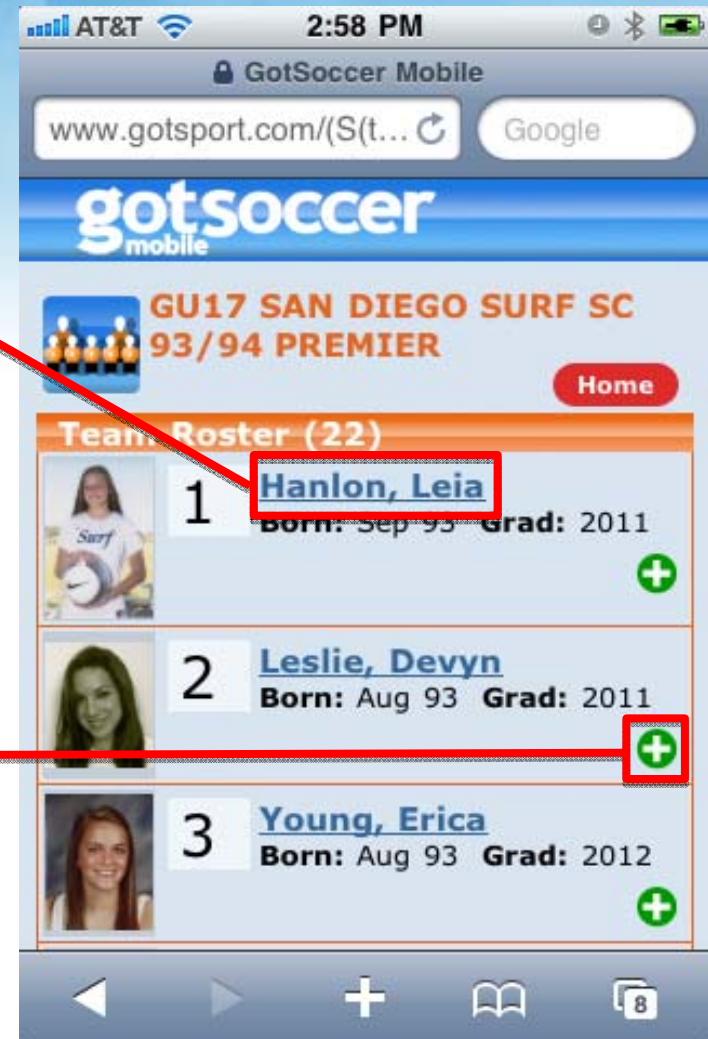 AT&T 2:58 PM
GotSoccer Mobile
www.gotsport.com/(S(t... Google
gotsoccer
mobile
GU17 SAN DIEGO SURF SC
93/94 PREMIER
Home
Team Roster (22)
1 Hanlon, Leia
Born: Sep 93 Grad: 2011
Surf
2 Leslie, Devyn
Born: Aug 93 Grad: 2011
3 Young, Erica
Born: Aug 93 Grad: 2012
8